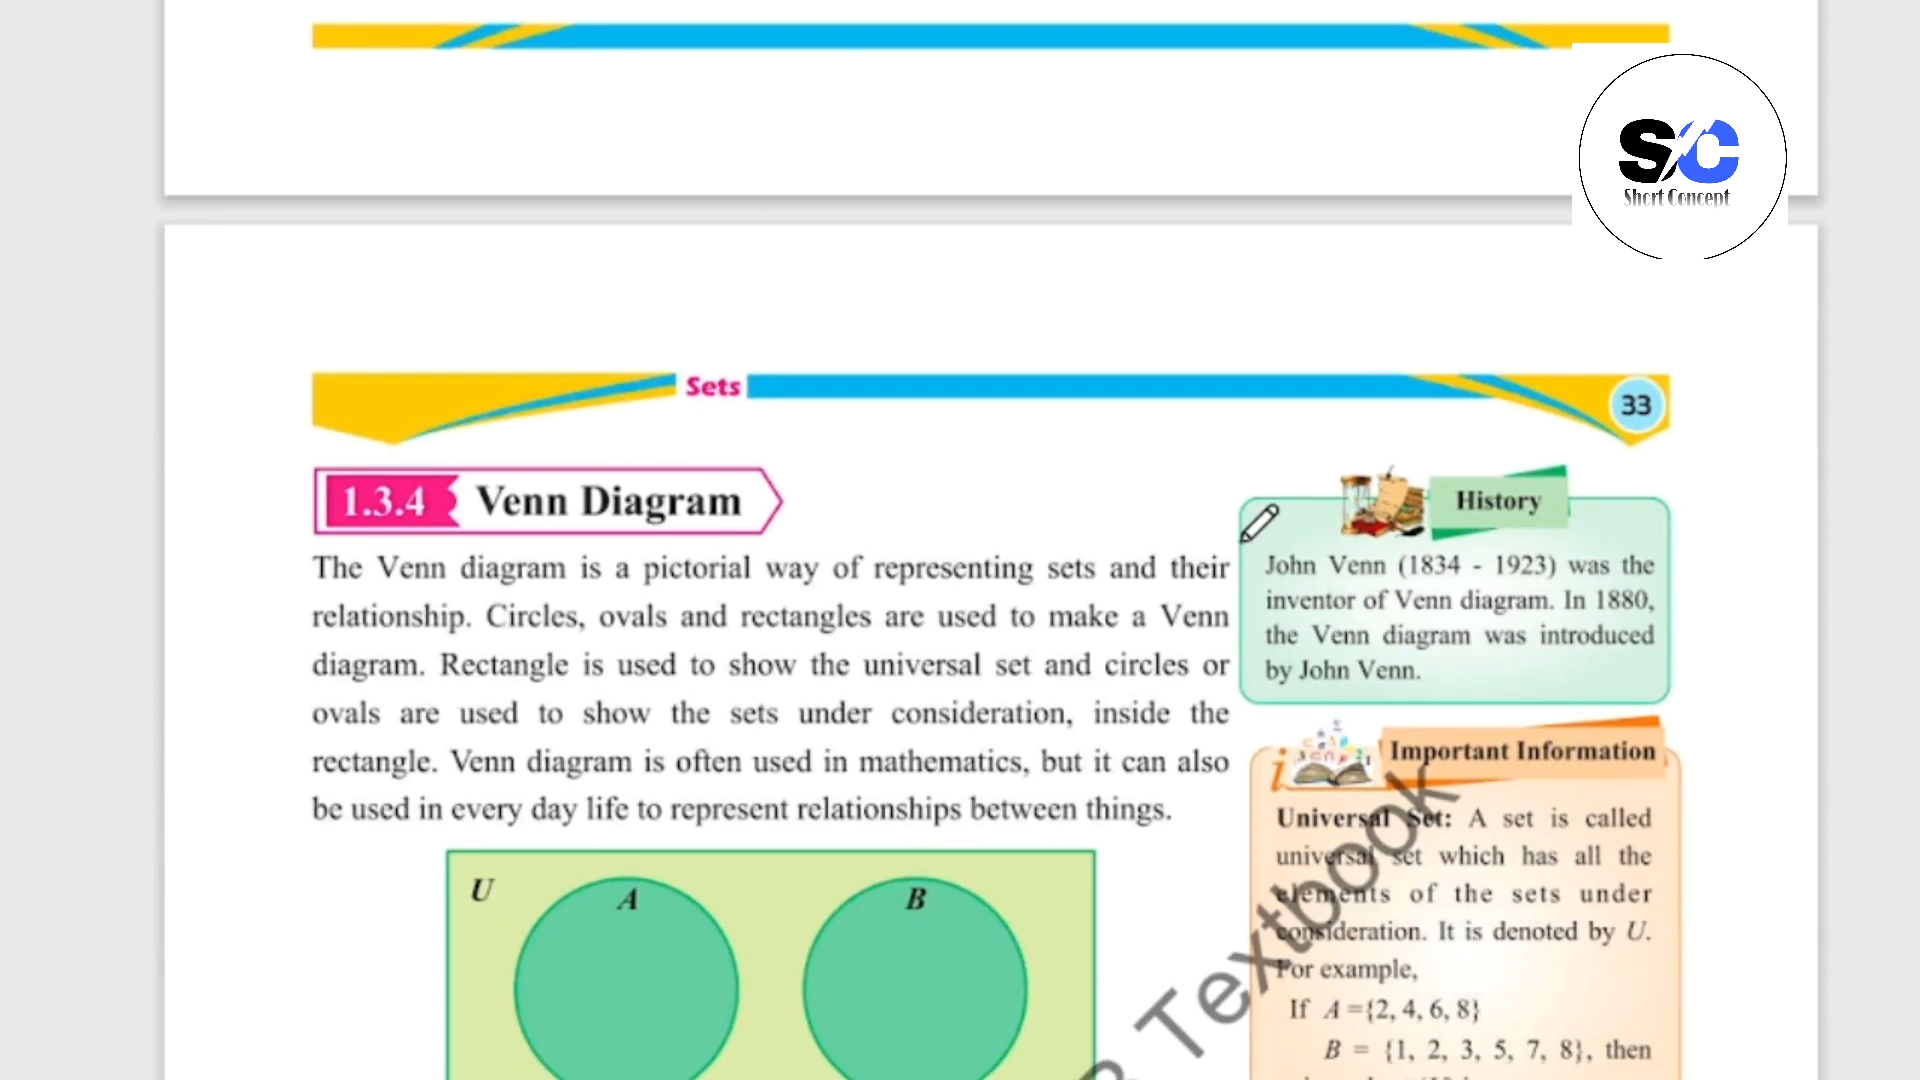 S/C
Short Concept
Sets
33
1.3.4 Venn Diagram
The Venn diagram is a pictorial way of representing sets and their
relationship. Circles, ovals and rectangles are used to make a Venn
diagram. Rectangle is used to show the universal set and circles or
ovals are used to show the sets under consideration, inside the
rectangle. Venn diagram is often used in mathematics, but it can also
be used in every day life to represent relationships between things.
U
A
B
History
John Venn (1834 - 1923) was the
inventor of Venn diagram. In 1880,
the Venn diagram was introduced
by John Venn.
Important Information
Universal Set: A set is called
universal set which has all the
elements of the sets under
consideration. It is denoted by U.
For example,
If A ={2, 4, 6, 8}
B = {1, 2, 3, 5, 7, 8}, then
Textbook